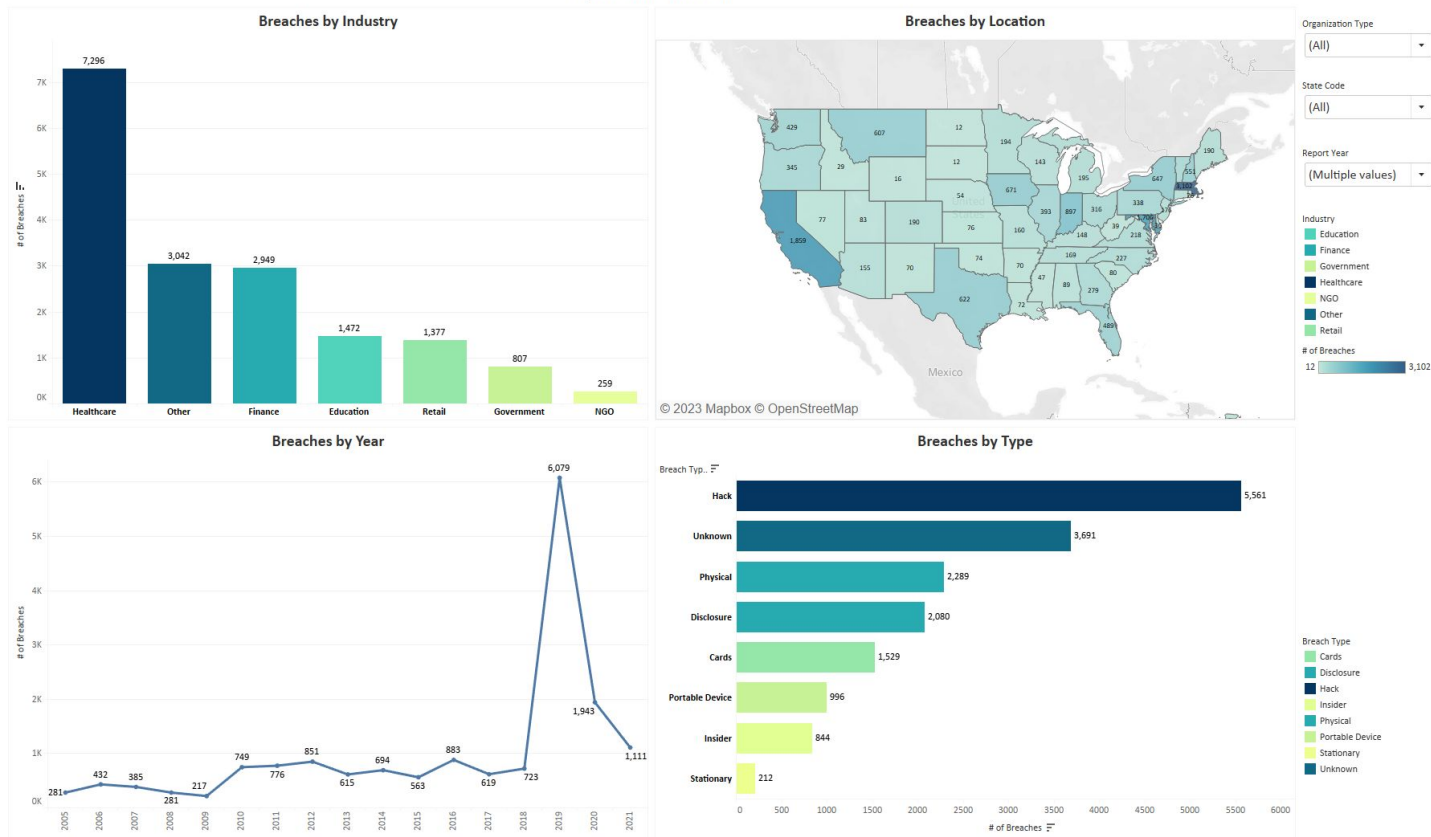 Breaches by Industry
# of Breaches
7K
6K
5K
4K
3K
2K
1K
0K
7,296
3,042
2,949
1,472
1,377
807
259
Healthcare
Other
Finance
Education
Retail
Government
NGO
Breaches by Location
429
607
12
194
190
345
29
12
143
195
647
551
3,102
16
671
54
338
77
83
190
393
897
316
1,859
76
160
39
218
148
155
70
74
169
227
70
80
47
89
279
622
72
489
United
States
Mexico
© 2023 Mapbox © OpenStreetMap
Organization Type
(All)
State Code
(All)
Report Year
(Multiple values)
Industry
Education
Finance
Government
Healthcare
NGO
Other
Retail
# of Breaches
12
3,102
Breaches by Year
# of Breaches
6K
5K
4K
3K
2K
1K
0K
281
432
385
281
217
749
776
851
615
694
563
883
619
723
6,079
1,943
1,111
2005
2006
2007
2008
2009
2010
2011
2012
2013
2014
2015
2016
2017
2018
2019
2020
2021
Breaches by Type
Breach Typ..
Hack
5,561
Unknown
3,691
Physical
2,289
Disclosure
2,080
Cards
1,529
Portable Device
996
Insider
844
Stationary
212
0
500
1000
1500
2000
2500
3000
3500
4000
4500
5000
5500
6000
# of Breaches
Breach Type
Cards
Disclosure
Hack
Insider
Physical
Portable Device
Stationary
Unknown